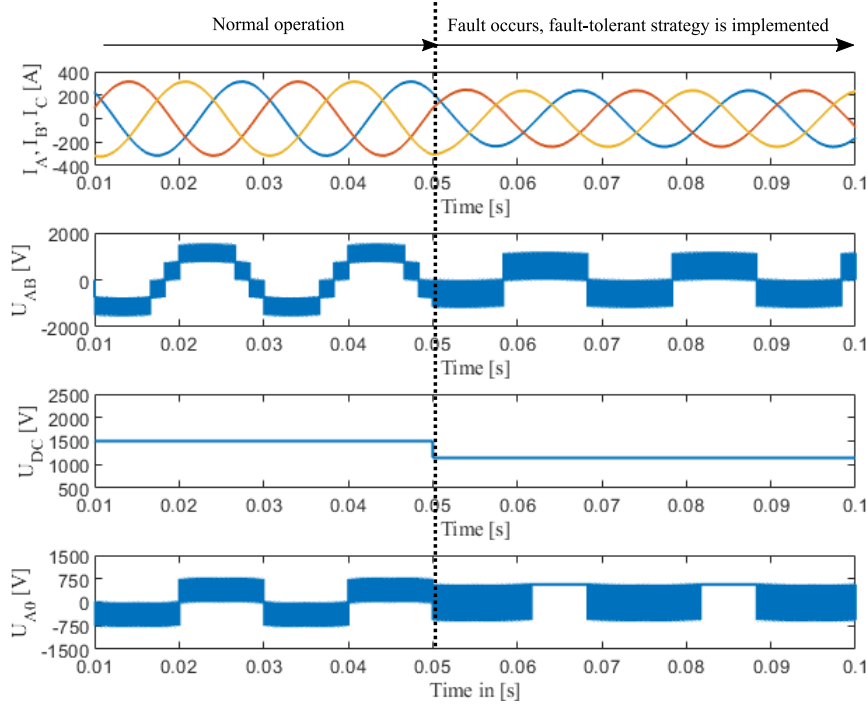 Normal operation
Fault occurs, fault-tolerant strategy is implemented
I_A, I_B, I_C [A]
400
200
0
-200
-400
0.01 0.02 0.03 0.04 0.05 0.06 0.07 0.08 0.09 0.1
Time [s]
U_AB [V]
2000
0
-2000
0.01 0.02 0.03 0.04 0.05 0.06 0.07 0.08 0.09 0.1
Time [s]
U_DC [V]
2500
2000
1500
1000
500
0.01 0.02 0.03 0.04 0.05 0.06 0.07 0.08 0.09 0.1
Time [s]
U_A0 [V]
1500
750
0
-750
-1500
0.01 0.02 0.03 0.04 0.05 0.06 0.07 0.08 0.09 0.1
Time in [s]